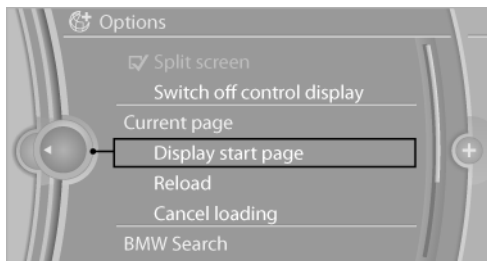 Options
Split screen
Switch off control display
Current page
Display start page
Reload
Cancel loading
BMW Search